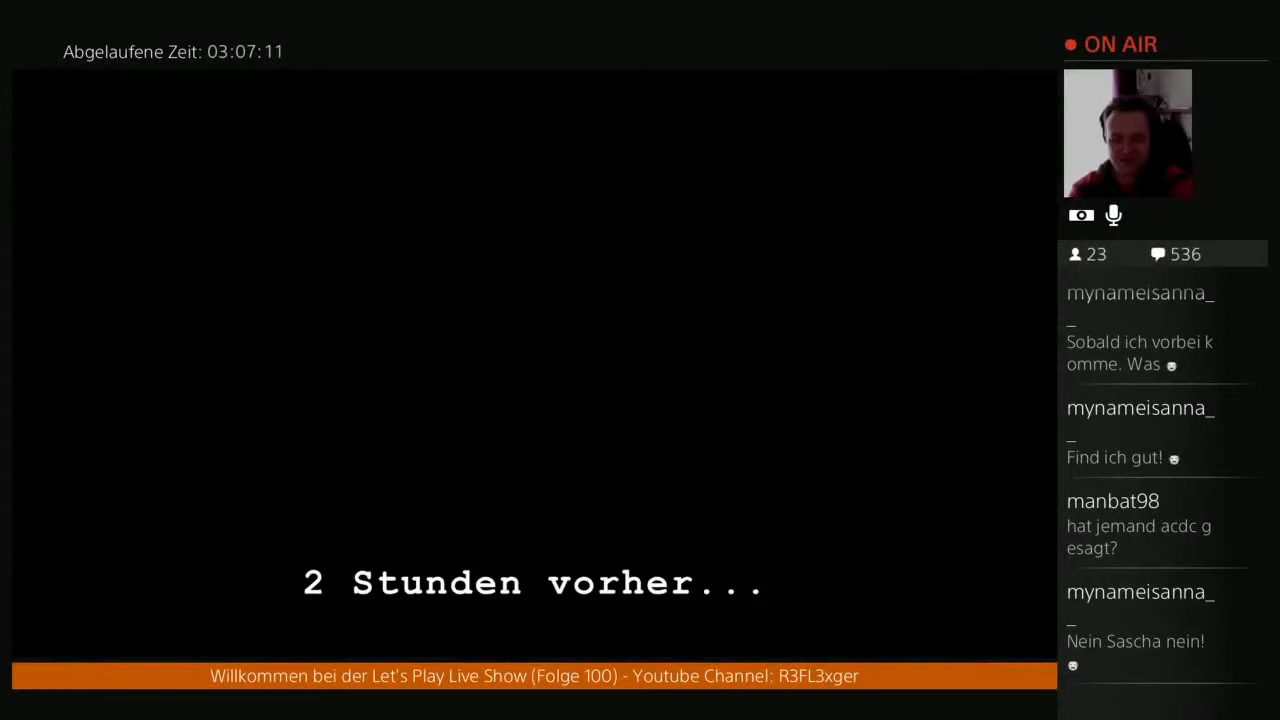 Abgelaufene Zeit: 03:07:11
ON AIR
23 536
mynameisanna_
_
Sobald ich vorbei k
omme. Was
mynameisanna_
_
Find ich gut!
manbat98
hat jemand acdc g
esagt?
mynameisanna_
_
Nein Sascha nein!
2 Stunden vorher...
Willkommen bei der Let's Play Live Show (Folge 100) - Youtube Channel: R3FL3xger